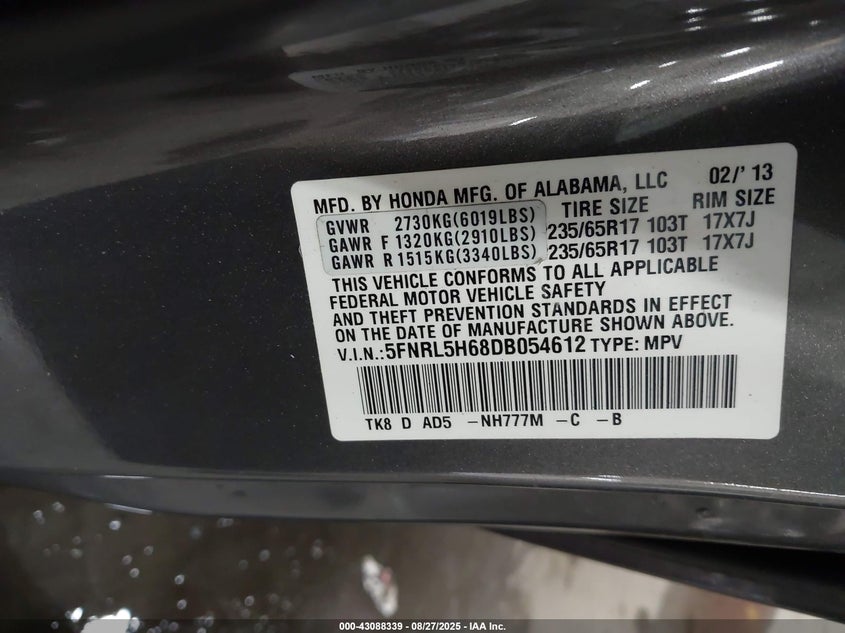 MFD. BY HONDA MFG. OF ALABAMA, LLC 02/'13
GVWR 2730KG(6019LBS) TIRE SIZE RIM SIZE
GAWR F 1320KG(2910LBS) 235/65R17 103T 17X7J
GAWR R 1515KG(3340LBS) 235/65R17 103T 17X7J
THIS VEHICLE CONFORMS TO ALL APPLICABLE
FEDERAL MOTOR VEHICLE SAFETY
AND THEFT PREVENTION STANDARDS IN EFFECT
ON THE DATE OF MANUFACTURE SHOWN ABOVE.
V.I.N.:5FNRL5H68DB054612 TYPE: MPV
TK8 D AD5 -NH777M -C -B
000-43088339 — 08/27/2025 — IAA Inc.